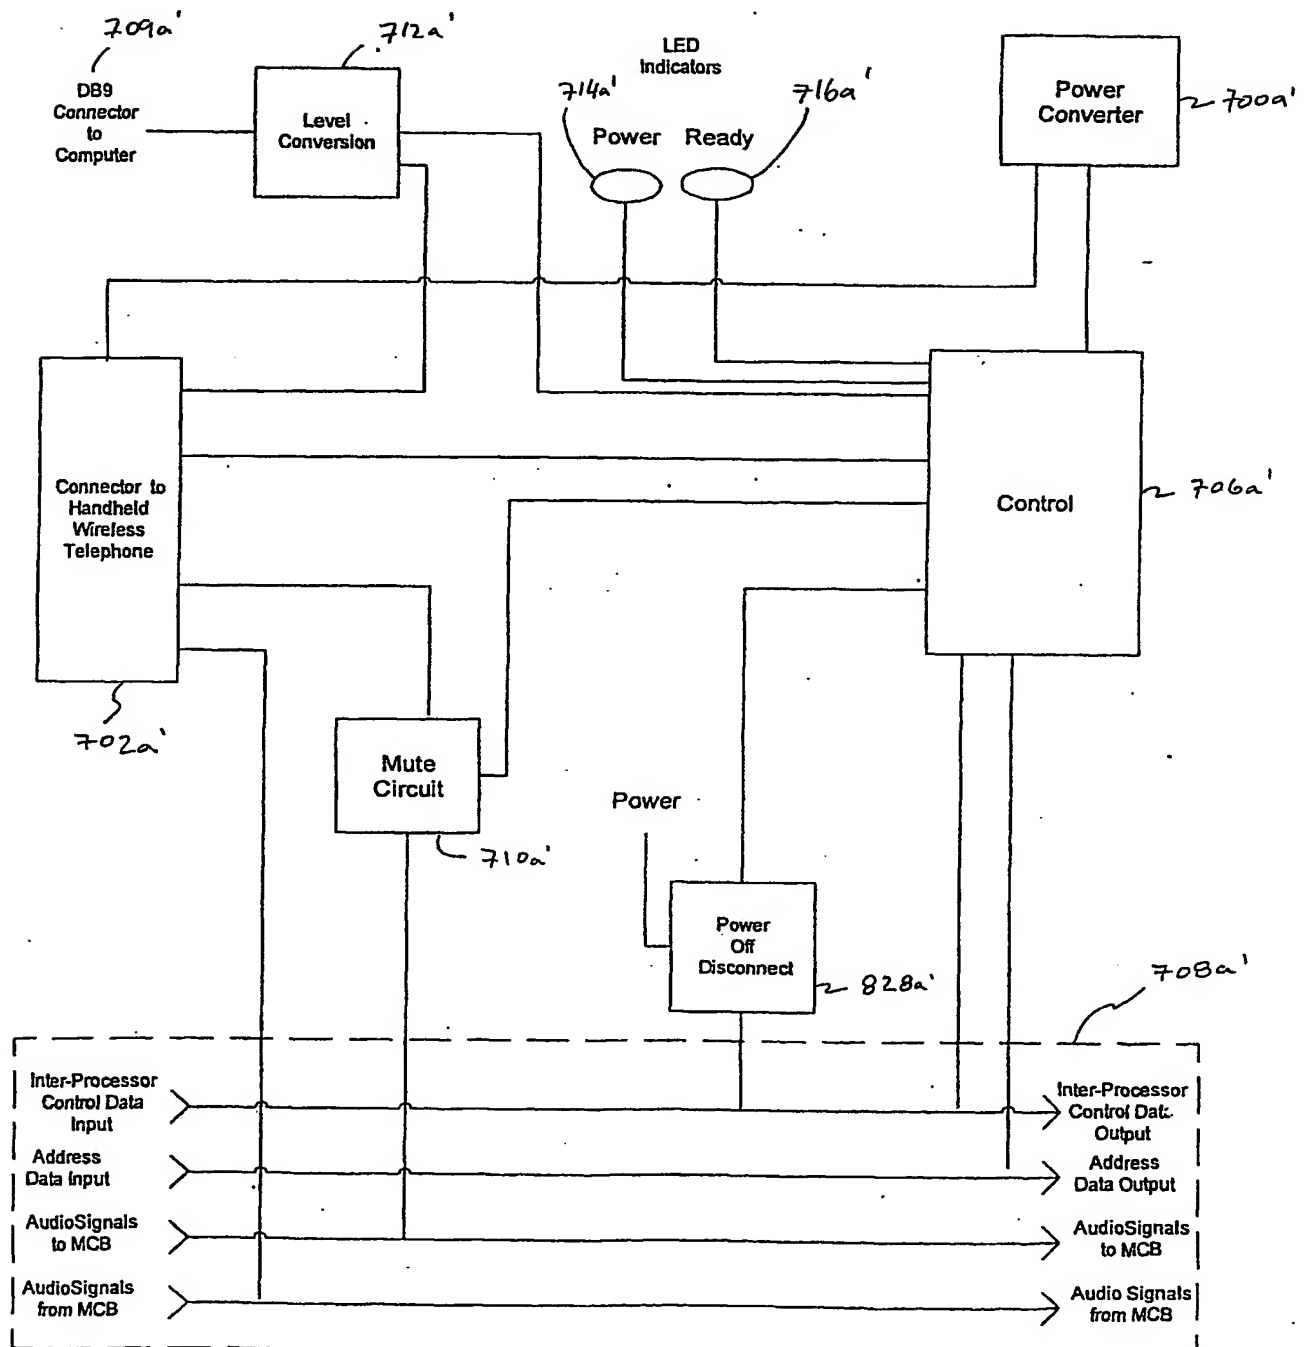 709a'
712a'
LED
Indicators
DB9
Connector
to
Computer
Level
Conversion
714a'
716a'
Power
Ready
Power
Converter
700a'
Connector to
Handheld
Wireless
Telephone
Control
706a'
702a'
Mute
Circuit
710a'
Power
Power
Off
Disconnect
828a'
708a'
Inter-Processor
Control Data
Input
Inter-Processor
Control Data
Output
Address
Data Input
Address
Data Output
AudioSignals
to MCB
AudioSignals
to MCB
AudioSignals
from MCB
Audio Signals
from MCB